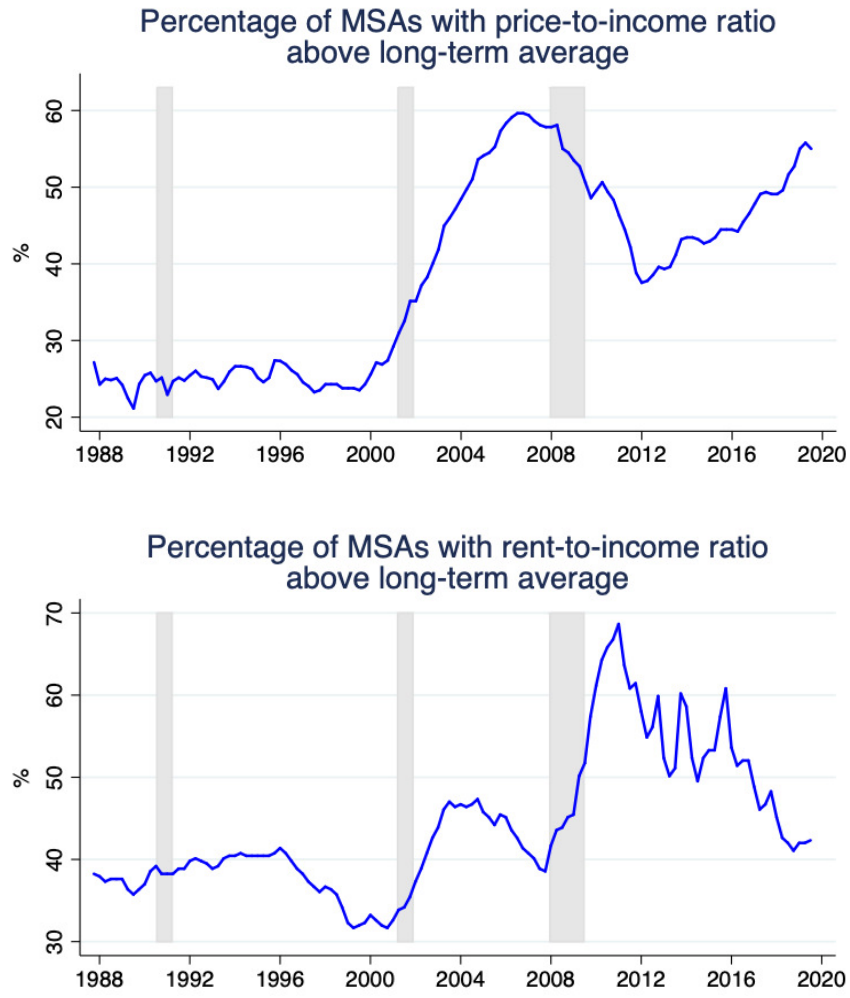 Percentage of MSAs with price-to-income ratio
above long-term average
60
50
40
30
20
%
1988 1992 1996 2000 2004 2008 2012 2016 2020
Percentage of MSAs with rent-to-income ratio
above long-term average
70
60
50
40
30
%
1988 1992 1996 2000 2004 2008 2012 2016 2020